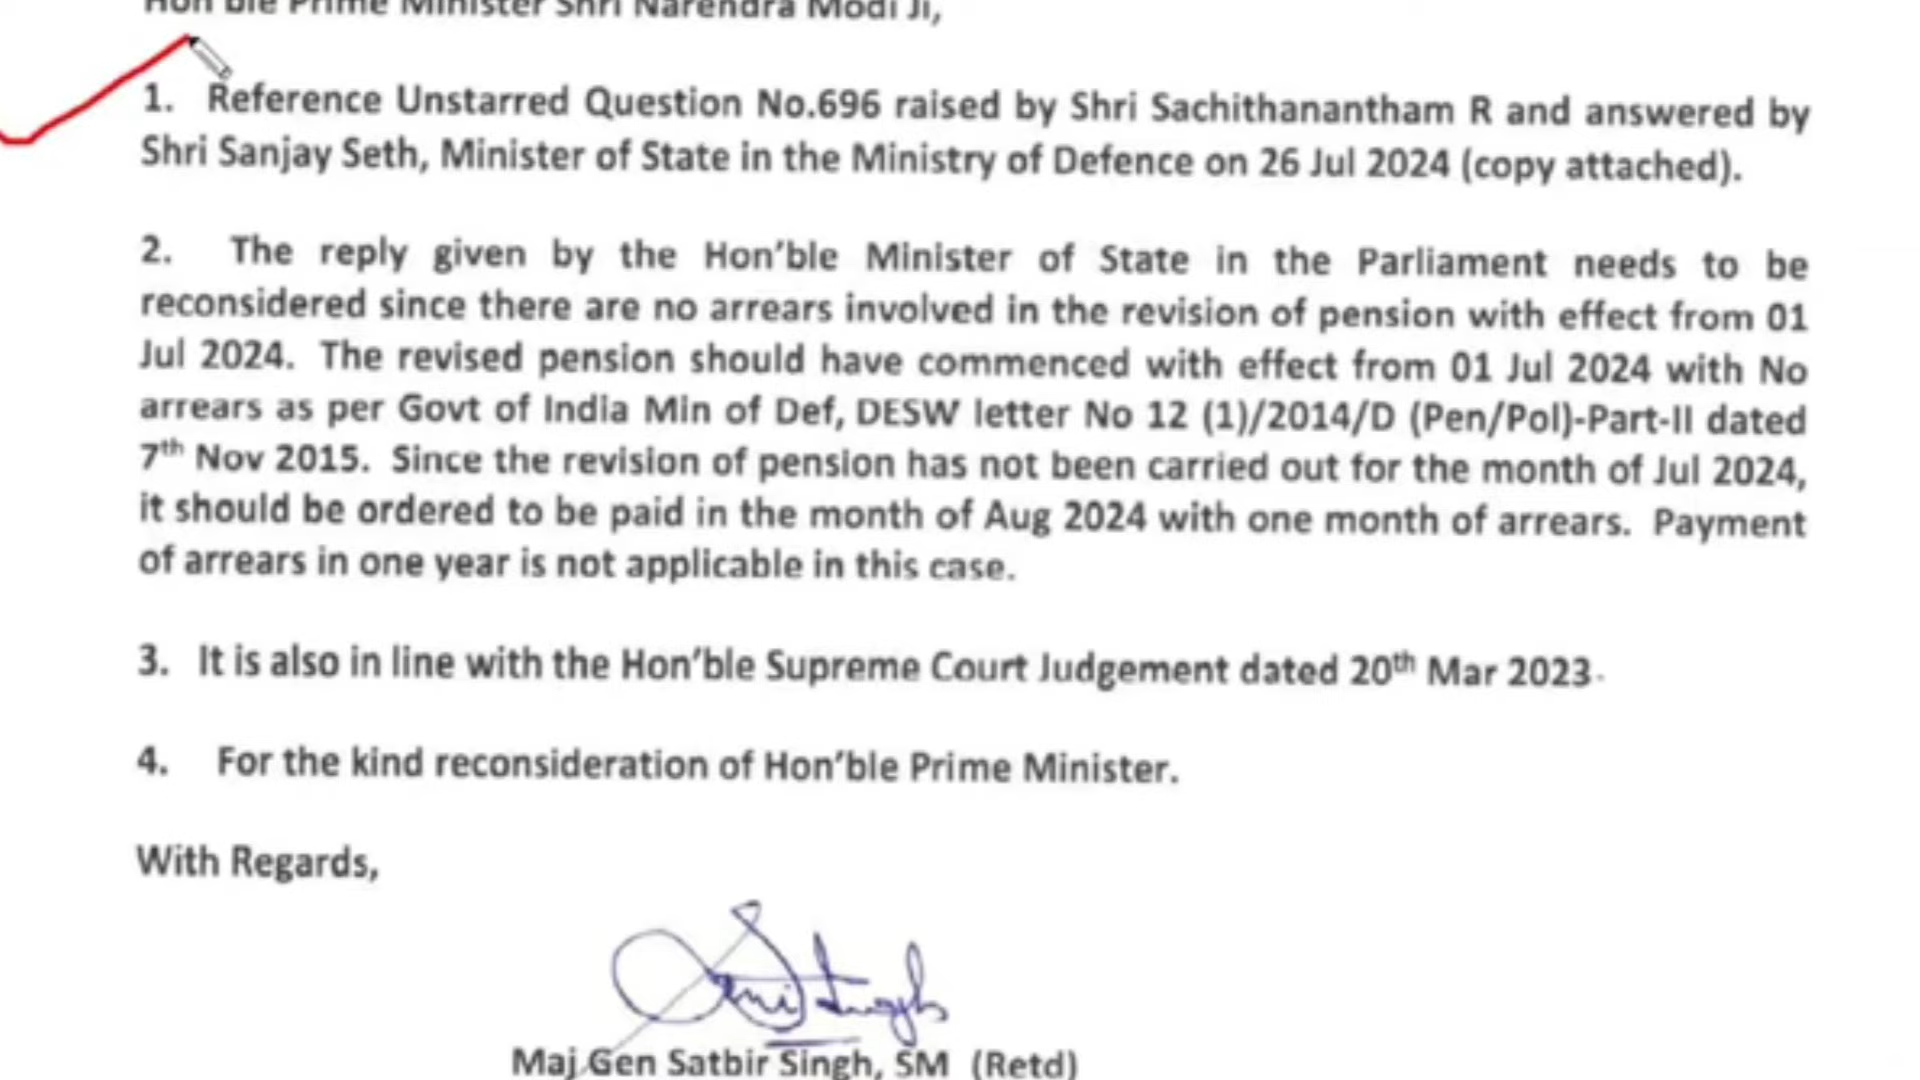 Hon'ble Prime Minister Shri Narendra Modi Ji,
1. Reference Unstarred Question No.696 raised by Shri Sachithanantham R and answered by
Shri Sanjay Seth, Minister of State in the Ministry of Defence on 26 Jul 2024 (copy attached).
2. The reply given by the Hon'ble Minister of State in the Parliament needs to be
reconsidered since there are no arrears involved in the revision of pension with effect from 01
Jul 2024. The revised pension should have commenced with effect from 01 Jul 2024 with No
arrears as per Govt of India Min of Def, DESW letter No 12 (1)/2014/D (Pen/Pol)-Part-II dated
7th Nov 2015. Since the revision of pension has not been carried out for the month of Jul 2024,
it should be ordered to be paid in the month of Aug 2024 with one month of arrears. Payment
of arrears in one year is not applicable in this case.
3. It is also in line with the Hon'ble Supreme Court Judgement dated 20th Mar 2023.
4. For the kind reconsideration of Hon'ble Prime Minister.
With Regards,
Maj Gen Satbir Singh, SM (Retd)